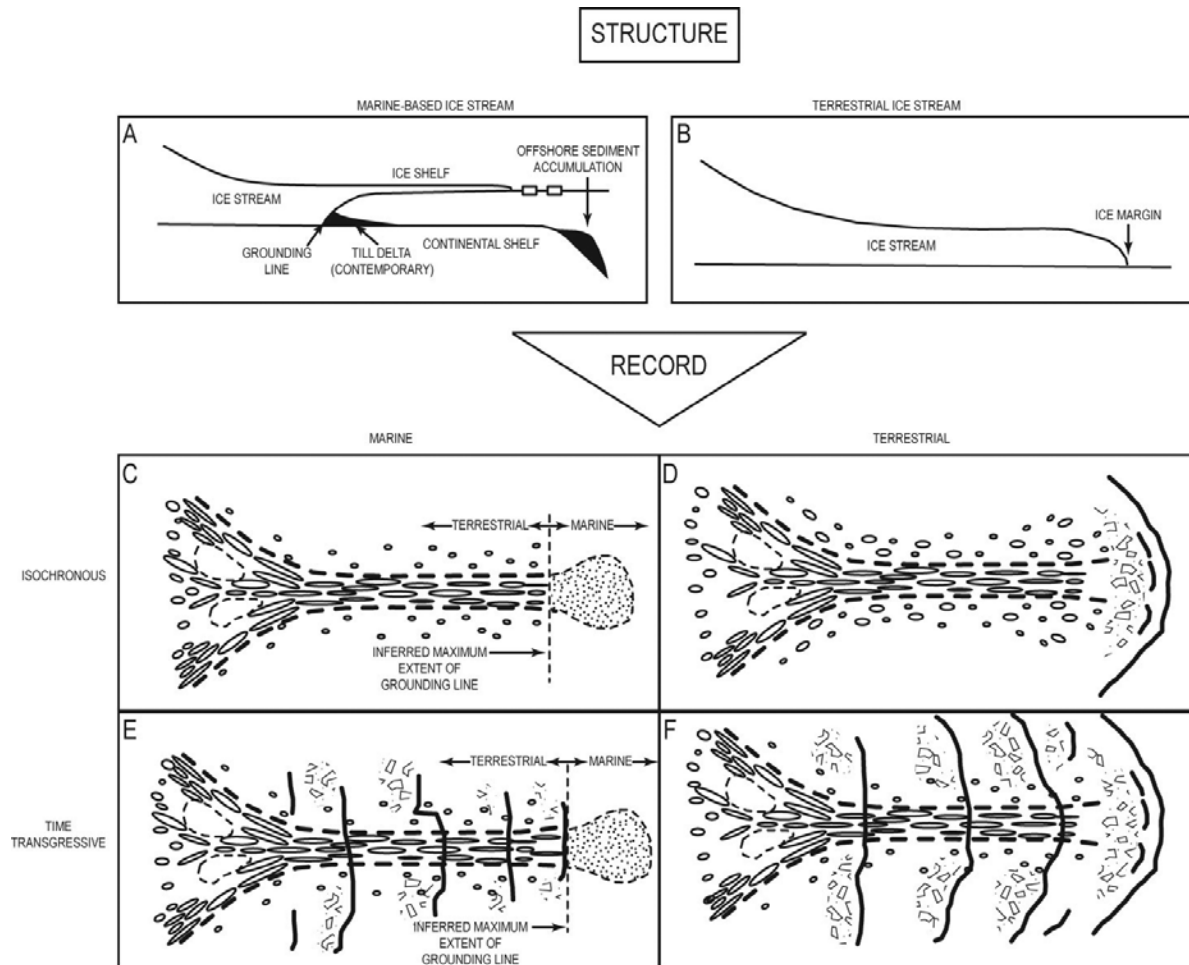 STRUCTURE
MARINE-BASED ICE STREAM
TERRESTRIAL ICE STREAM
A
OFFSHORE SEDIMENT
ACCUMULATION
ICE SHELF
ICE STREAM
GROUNDING
LINE
TILL DELTA
(CONTEMPORARY)
CONTINENTAL SHELF
B
ICE MARGIN
ICE STREAM
RECORD
MARINE
TERRESTRIAL
ISOCHRONOUS
C
TERRESTRIAL
MARINE
INFERRED MAXIMUM
EXTENT OF
GROUNDING LINE
D
TIME
TRANSGRESSIVE
E
TERRESTRIAL
MARINE
INFERRED MAXIMUM
EXTENT OF
GROUNDING LINE
F